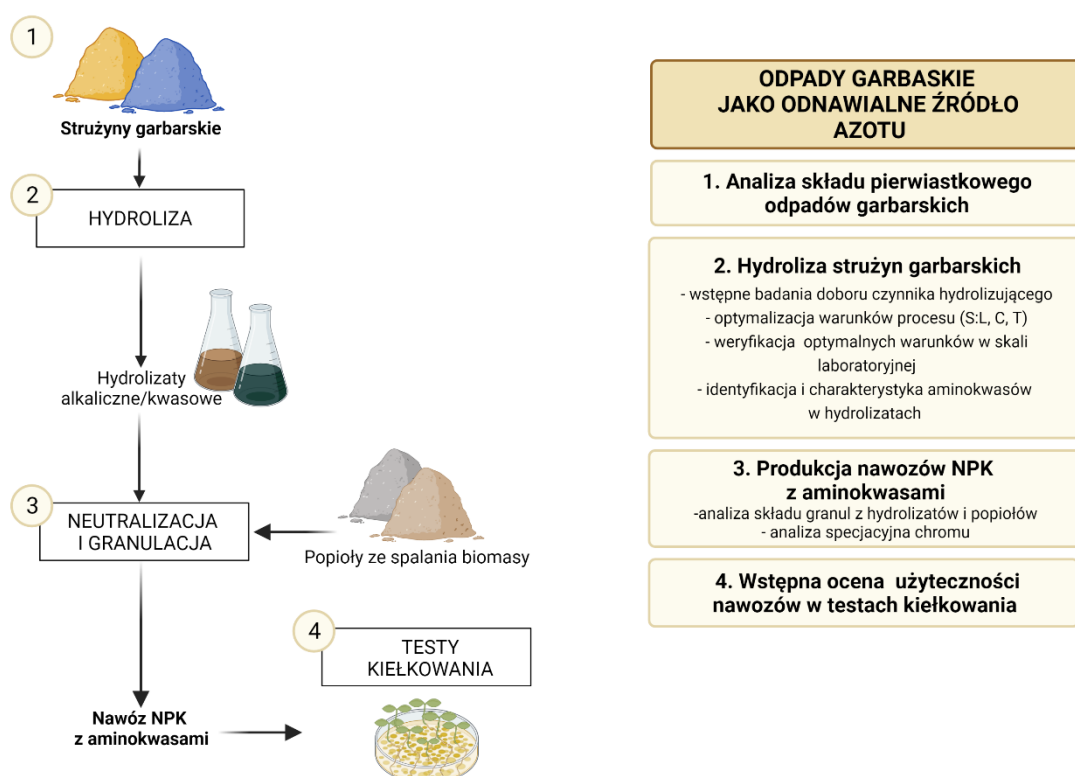 1
Strużyny garbarskie
2
HYDROLIZA
Hydrolizaty
alkaliczne/kwasowe
3
NEUTRALIZACJA
I GRANULACJA
Popioły ze spalania biomasy
4
TESTY
KIEŁKOWANIA
Nawóz NPK
z aminokwasami
ODPADY GARBASKIE
JAKO ODNAWIALNE ŹRÓDŁO
AZOTU
1. Analiza składu pierwiastkowego
odpadów garbarskich
2. Hydroliza strużyn garbarskich
- wstępne badania doboru czynnika hydrolizującego
- optymalizacja warunków procesu (S:L, C, T)
- weryfikacja optymalnych warunków w skali
laboratoryjnej
- identyfikacja i charakterystyka aminokwasów
w hydrolizatach
3. Produkcja nawozów NPK
z aminokwasami
-analiza składu granul z hydrolizatów i popiołów
- analiza specjacyjna chromu
4. Wstępna ocena użyteczności
nawozów w testach kiełkowania